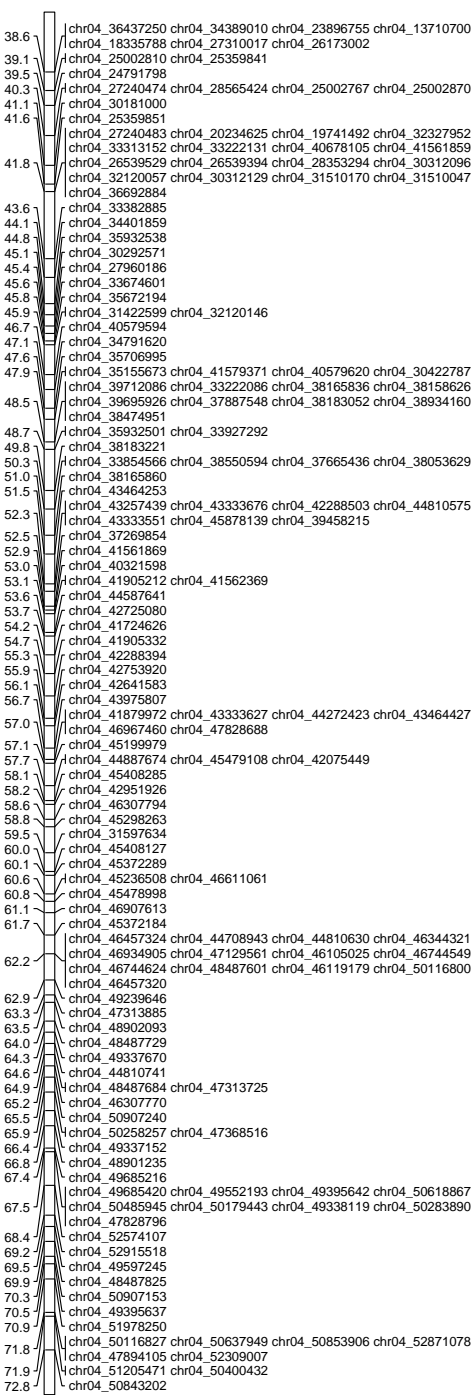 38.6 chr04_36437250 chr04_34389010 chr04_23896755 chr04_13710700
chr04_18335788 chr04_27310017 chr04_26173002
39.1 chr04_25002810 chr04_25359841
39.5 chr04_24791798
40.3 chr04_27240474 chr04_28565424 chr04_25002767 chr04_25002870
41.1 chr04_30181000
41.6 chr04_25359851
chr04_27240483 chr04_20234625 chr04_19741492 chr04_32327952
chr04_33313152 chr04_33222131 chr04_40678105 chr04_41561859
41.8 chr04_26539529 chr04_26539394 chr04_28353294 chr04_30312096
chr04_32120057 chr04_30312129 chr04_31510170 chr04_31510047
chr04_36692884
43.6 chr04_33382885
44.1 chr04_34401859
44.8 chr04_35932538
45.1 chr04_30292571
45.4 chr04_27960186
45.6 chr04_33674601
45.8 chr04_35672194
45.9 chr04_31422599 chr04_32120146
46.7 chr04_40579594
47.1 chr04_34791620
47.6 chr04_35706995
47.9 chr04_35155673 chr04_41579371 chr04_40579620 chr04_30422787
chr04_39712086 chr04_33222086 chr04_38165836 chr04_38158626
48.5 chr04_39695926 chr04_37887548 chr04_38183052 chr04_38934160
chr04_38474951
48.7 chr04_35932501 chr04_33927292
49.8 chr04_38183221
50.3 chr04_33854566 chr04_38550594 chr04_37665436 chr04_38053629
51.0 chr04_38165860
51.5 chr04_43464253
52.3 chr04_43257439 chr04_43333676 chr04_42288503 chr04_44810575
chr04_43333551 chr04_45878139 chr04_39458215
52.5 chr04_37269854
52.9 chr04_41561869
53.0 chr04_40321598
53.1 chr04_41905212 chr04_41562369
53.6 chr04_44587641
53.7 chr04_42725080
54.2 chr04_41724626
54.7 chr04_41905332
55.3 chr04_42288394
55.9 chr04_42753920
56.1 chr04_42641583
56.7 chr04_43975807
57.0 chr04_41879972 chr04_43333627 chr04_44272423 chr04_43464427
chr04_46967460 chr04_47828688
57.1 chr04_45199979
57.7 chr04_44887674 chr04_45479108 chr04_42075449
58.1 chr04_45408285
58.2 chr04_42951926
58.6 chr04_46307794
58.8 chr04_45298263
59.5 chr04_31597634
60.0 chr04_45408127
60.1 chr04_45372289
60.6 chr04_45236508 chr04_46611061
60.8 chr04_45478998
61.1 chr04_46907613
61.7 chr04_45372184
chr04_46457324 chr04_44708943 chr04_44810630 chr04_46344321
62.2 chr04_46934905 chr04_47129561 chr04_46105025 chr04_46744549
chr04_46744624 chr04_48487601 chr04_46119179 chr04_50116800
chr04_46457320
62.9 chr04_49239646
63.3 chr04_47313885
63.5 chr04_48902093
64.0 chr04_48487729
64.3 chr04_49337670
64.6 chr04_44810741
64.9 chr04_48487684 chr04_47313725
65.2 chr04_46307770
65.5 chr04_50907240
65.9 chr04_50258257 chr04_47368516
66.4 chr04_49337152
66.8 chr04_48901235
67.4 chr04_49685216
chr04_49685420 chr04_49552193 chr04_49395642 chr04_50618867
67.5 chr04_50485945 chr04_50179443 chr04_49338119 chr04_50283890
chr04_47828796
68.4 chr04_52574107
69.2 chr04_52915518
69.5 chr04_49597245
69.9 chr04_48487825
70.3 chr04_50907153
70.5 chr04_49395637
70.9 chr04_51978250
71.8 chr04_50116827 chr04_50637949 chr04_50853906 chr04_52871078
chr04_47894105 chr04_52309007
71.9 chr04_51205471 chr04_50400432
72.8 chr04_50843202